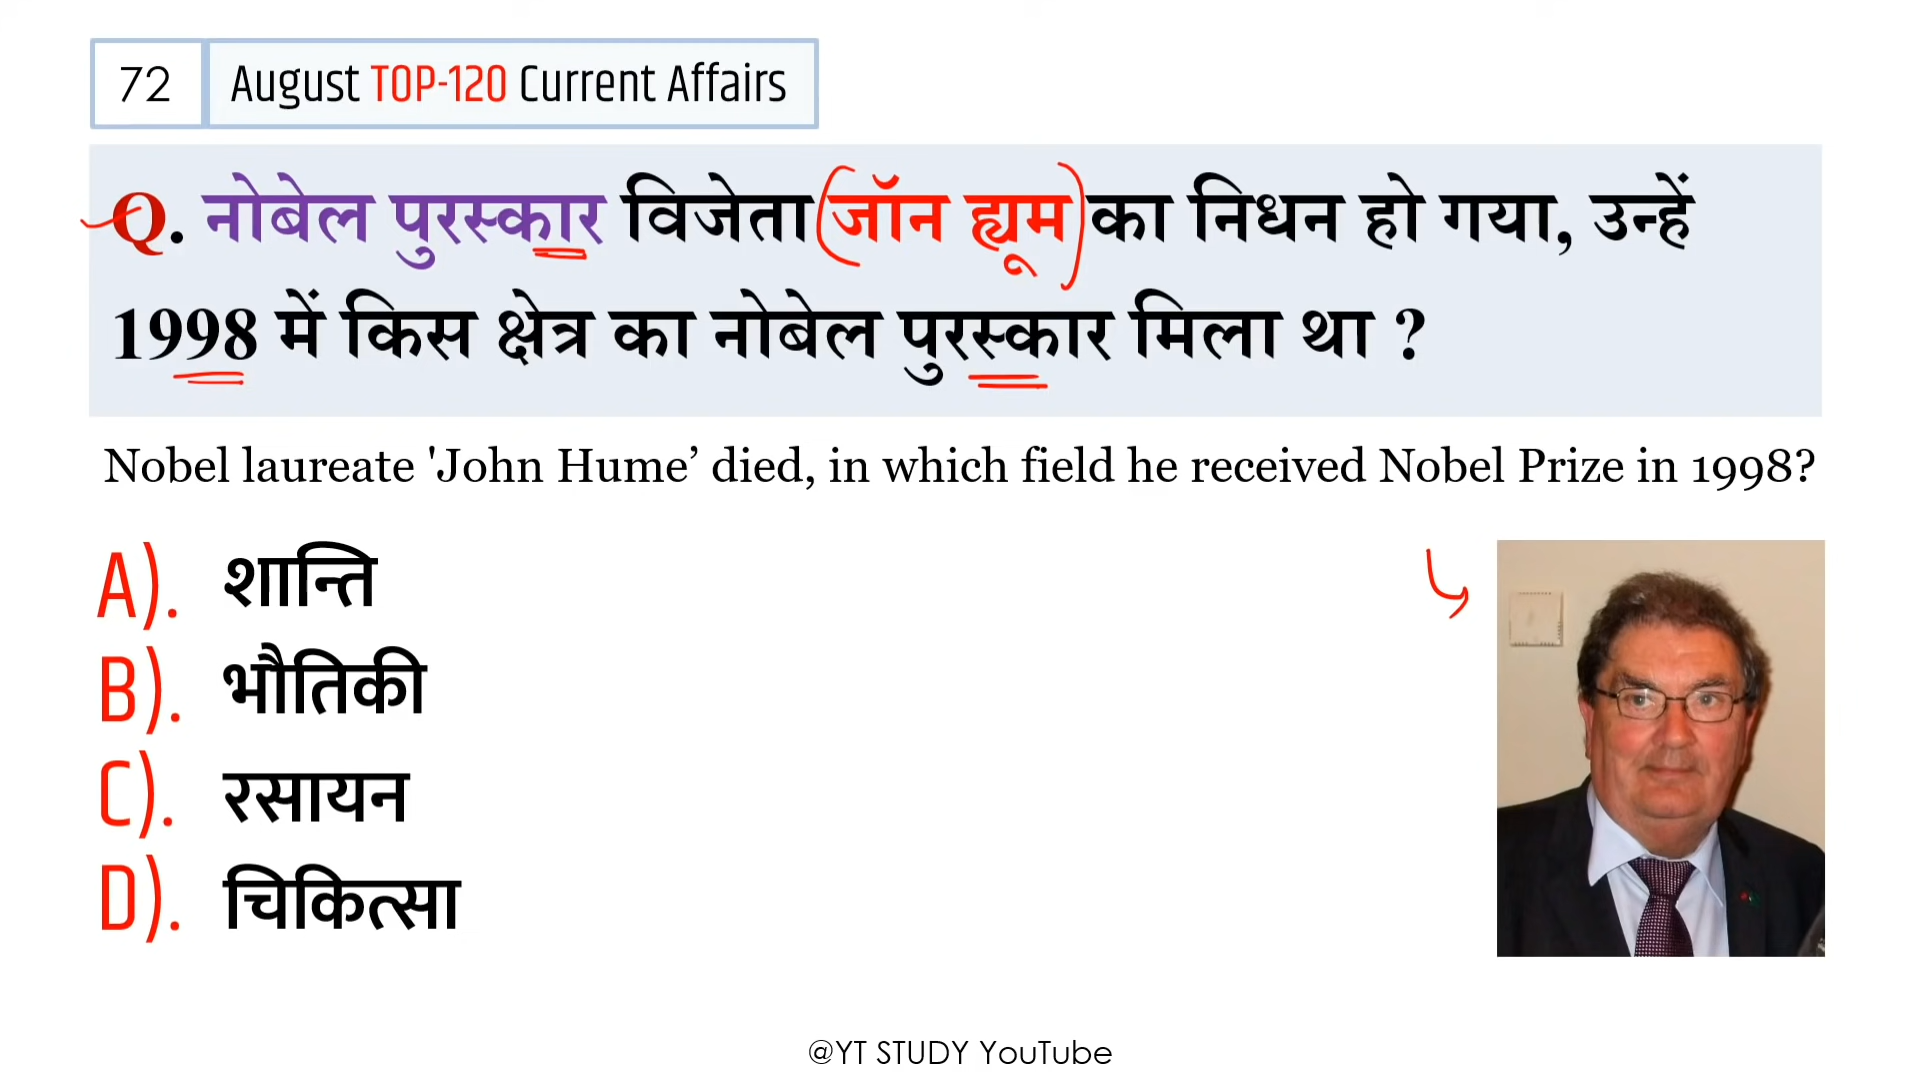 72 August TOP-120 Current Affairs
Q. नोबेल पुरस्कार विजेता (जॉन ह्यूम) का निधन हो गया, उन्हें
1998 में किस क्षेत्र का नोबेल पुरस्कार मिला था ?
Nobel laureate 'John Hume’ died, in which field he received Nobel Prize in 1998?
A). शान्ति
B). भौतिकी
C). रसायन
D). चिकित्सा
@YT STUDY YouTube